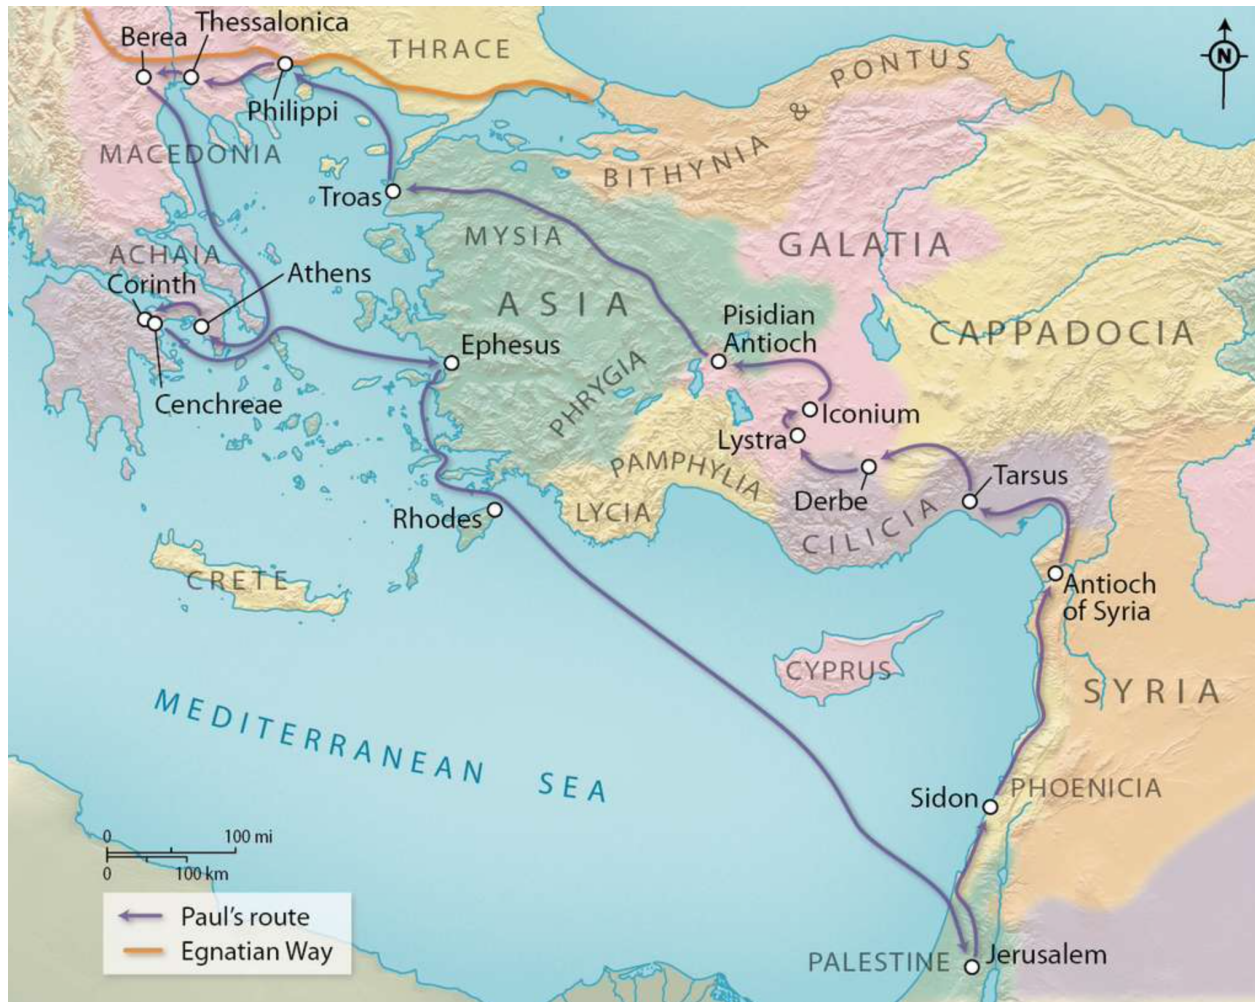 Thessalonica
Berea
THRACE
N
BITHYNIA & PONTUS
Philippi
MACEDONIA
Troas
MYSIA
GALATIA
ACHAIA
Athens
Corinth
ASIA
Pisidian
Antioch
CAPPADOCIA
Ephesus
PHRYGIA
Cenchreae
Iconium
Lystra
PAMPHYLIA
Tarsus
Derbe
Rhodes
LYCIA
CILICIA
CRETE
Antioch
of Syria
CYPRUS
SYRIA
MEDITERRANEAN SEA
Sidon
PHOENICIA
0 100 mi
0 100 km
Paul's route
Egnatian Way
PALESTINE
Jerusalem